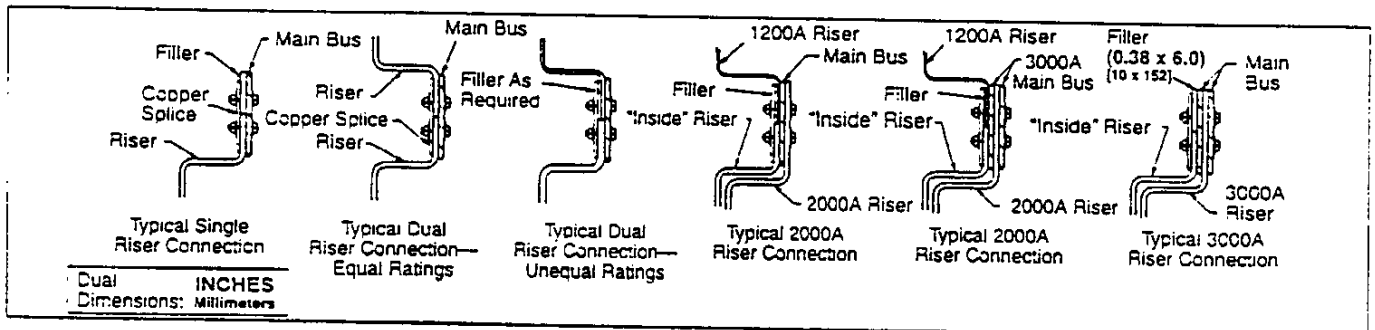 Filler
Main Bus
Copper
Splice
Riser
Typical Single
Riser Connection
Main Bus
Riser
Copper Splice
Riser
Typical Dual
Riser Connection—
Equal Ratings
Filler As
Required
Typical Dual
Riser Connection—
Unequal Ratings
1200A Riser
Main Bus
Filler
"Inside" Riser
2000A Riser
Typical 2000A
Riser Connection
1200A Riser
3000A
Main Bus
Filler
"Inside" Riser
2000A Riser
Typical 2000A
Riser Connection
Filler
(0.38 x 6.0)
[10 x 152]
Main
Bus
"Inside" Riser
3000A
Riser
Typical 3000A
Riser Connection
Dual INCHES
Dimensions: Millimeters